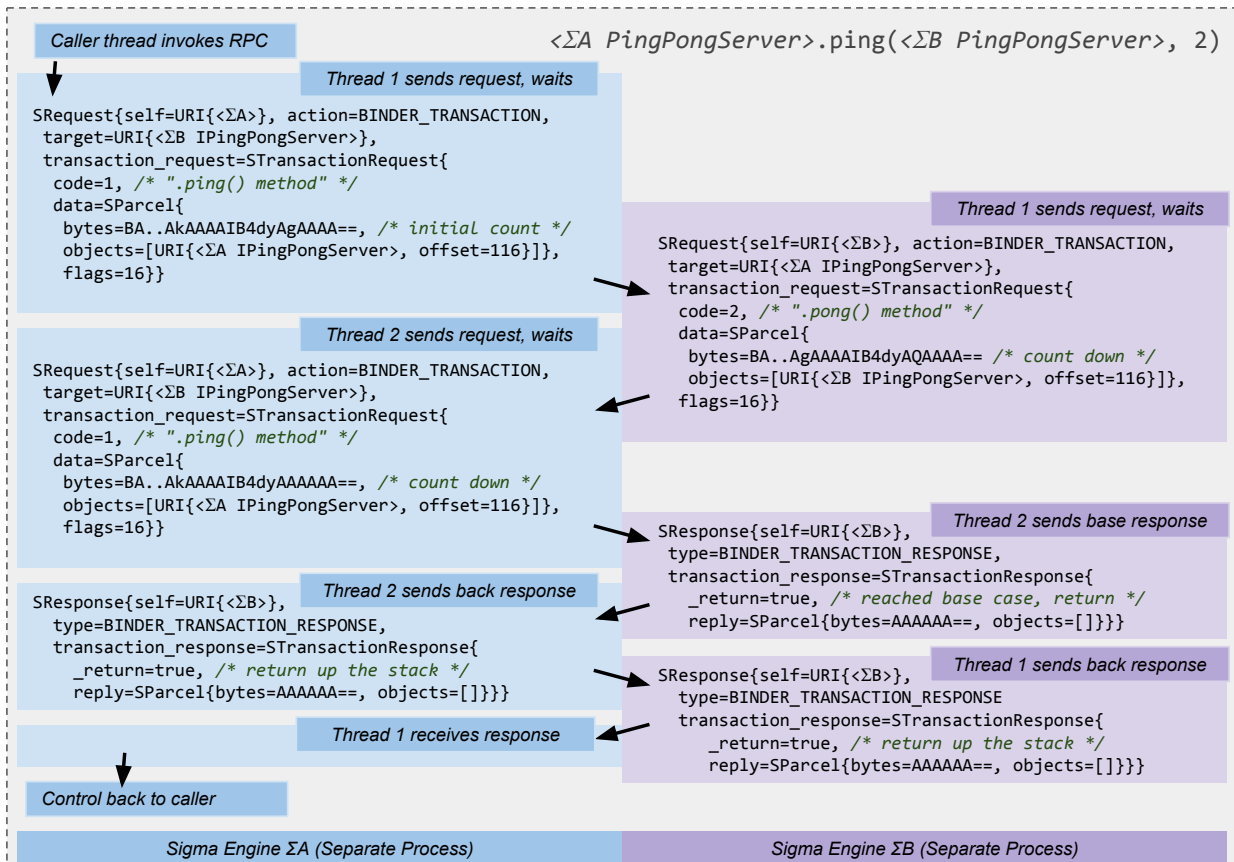 Caller thread invokes RPC
<ΣA PingPongServer>.ping(<ΣB PingPongServer>, 2)
Thread 1 sends request, waits
SRequest{self=URI{<ΣA>}, action=BINDER_TRANSACTION,
target=URI{<ΣB IPingPongServer>},
transaction_request=STransactionRequest{
code=1, /* ".ping() method" */
data=SParcel{
bytes=BA..AkAAAAIB4dyAgAAAA==, /* initial count */
objects=[URI{<ΣA IPingPongServer>, offset=116}]},
flags=16}}
Thread 1 sends request, waits
SRequest{self=URI{<ΣB>}, action=BINDER_TRANSACTION,
target=URI{<ΣA IPingPongServer>},
transaction_request=STransactionRequest{
code=2, /* ".pong() method" */
data=SParcel{
bytes=BA..AgAAAAIB4dyAQAAAA== /* count down */
objects=[URI{<ΣB IPingPongServer>, offset=116}]},
flags=16}}
Thread 2 sends request, waits
SRequest{self=URI{<ΣA>}, action=BINDER_TRANSACTION,
target=URI{<ΣB IPingPongServer>},
transaction_request=STransactionRequest{
code=1, /* ".ping() method" */
data=SParcel{
bytes=BA..AkAAAAIB4dyAAAAAA==, /* count down */
objects=[URI{<ΣA IPingPongServer>, offset=116}]},
flags=16}}
Thread 2 sends base response
SResponse{self=URI{<ΣB>},
type=BINDER_TRANSACTION_RESPONSE,
transaction_response=STransactionResponse{
_return=true, /* reached base case, return */
reply=SParcel{bytes=AAAAAA==, objects=[]}}}
Thread 2 sends back response
SResponse{self=URI{<ΣB>},
type=BINDER_TRANSACTION_RESPONSE,
transaction_response=STransactionResponse{
_return=true, /* return up the stack */
reply=SParcel{bytes=AAAAAA==, objects=[]}}}
Thread 1 sends back response
SResponse{self=URI{<ΣB>},
type=BINDER_TRANSACTION_RESPONSE
transaction_response=STransactionResponse{
_return=true, /* return up the stack */
reply=SParcel{bytes=AAAAAA==, objects=[]}}}
Thread 1 receives response
Control back to caller
Sigma Engine ΣA (Separate Process)
Sigma Engine ΣB (Separate Process)